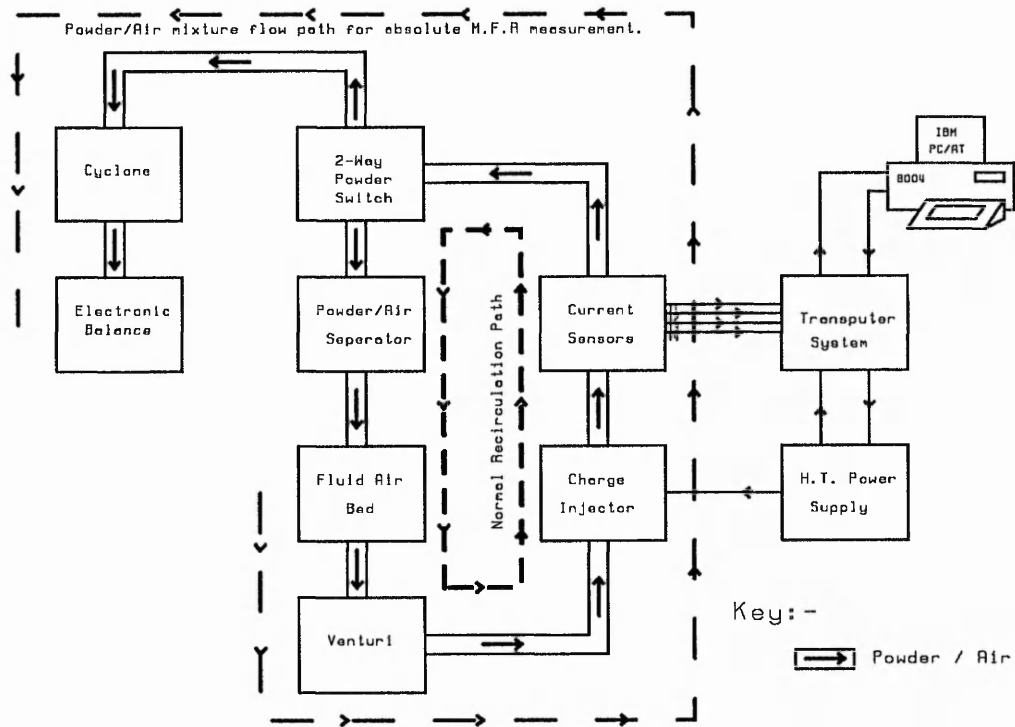 Powder/Air mixture flow path for absolute M.F.R measurement.
IBM
PC/AT
8004
Cyclone
2-Way
Powder
Switch
Electronic
Balance
Powder/Air
Seperator
Normal Recirculation Path
Current
Sensors
Transputer
System
Fluid Air
Bed
Charge
Injector
H.T. Power
Supply
Venturi
Key:-
Powder / Air